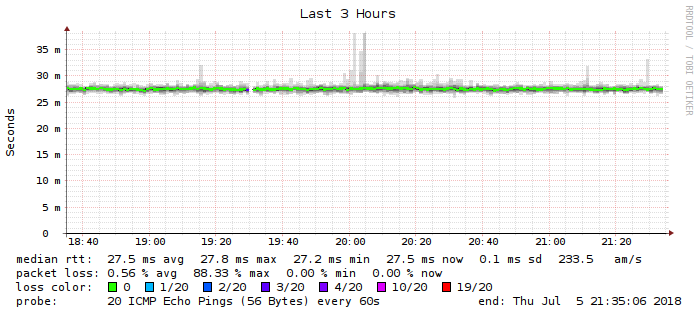 Last 3 Hours
RRDTOOL / TOBI OETIKER
Seconds
35 m
30 m
25 m
20 m
15 m
10 m
5 m
0
18:40 19:00 19:20 19:40 20:00 20:20 20:40 21:00 21:20
median rtt: 27.5 ms avg 27.8 ms max 27.2 ms min 27.5 ms now 0.1 ms sd 233.5 am/s
packet loss: 0.56 % avg 88.33 % max 0.00 % min 0.00 % now
loss color: 0 1/20 2/20 3/20 4/20 10/20 19/20
probe: 20 ICMP Echo Pings (56 Bytes) every 60s end: Thu Jul 5 21:35:06 2018